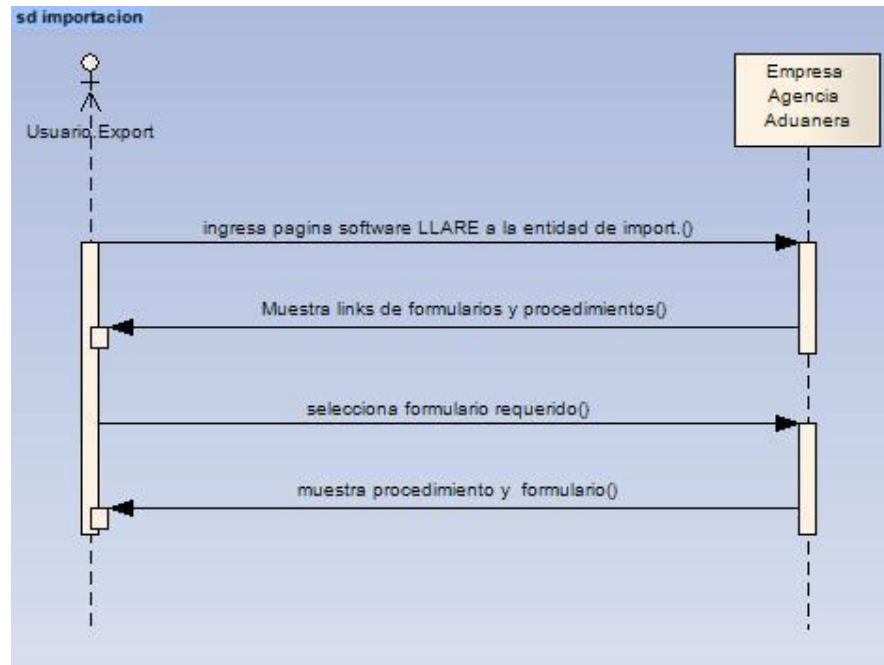 sd importacion
Usuario.Export
Empresa
Agencia
Aduanera
ingresa pagina software LLARE a la entidad de import.()
Muestra links de formularios y procedimientos()
selecciona formulario requerido()
muestra procedimiento y formulario()